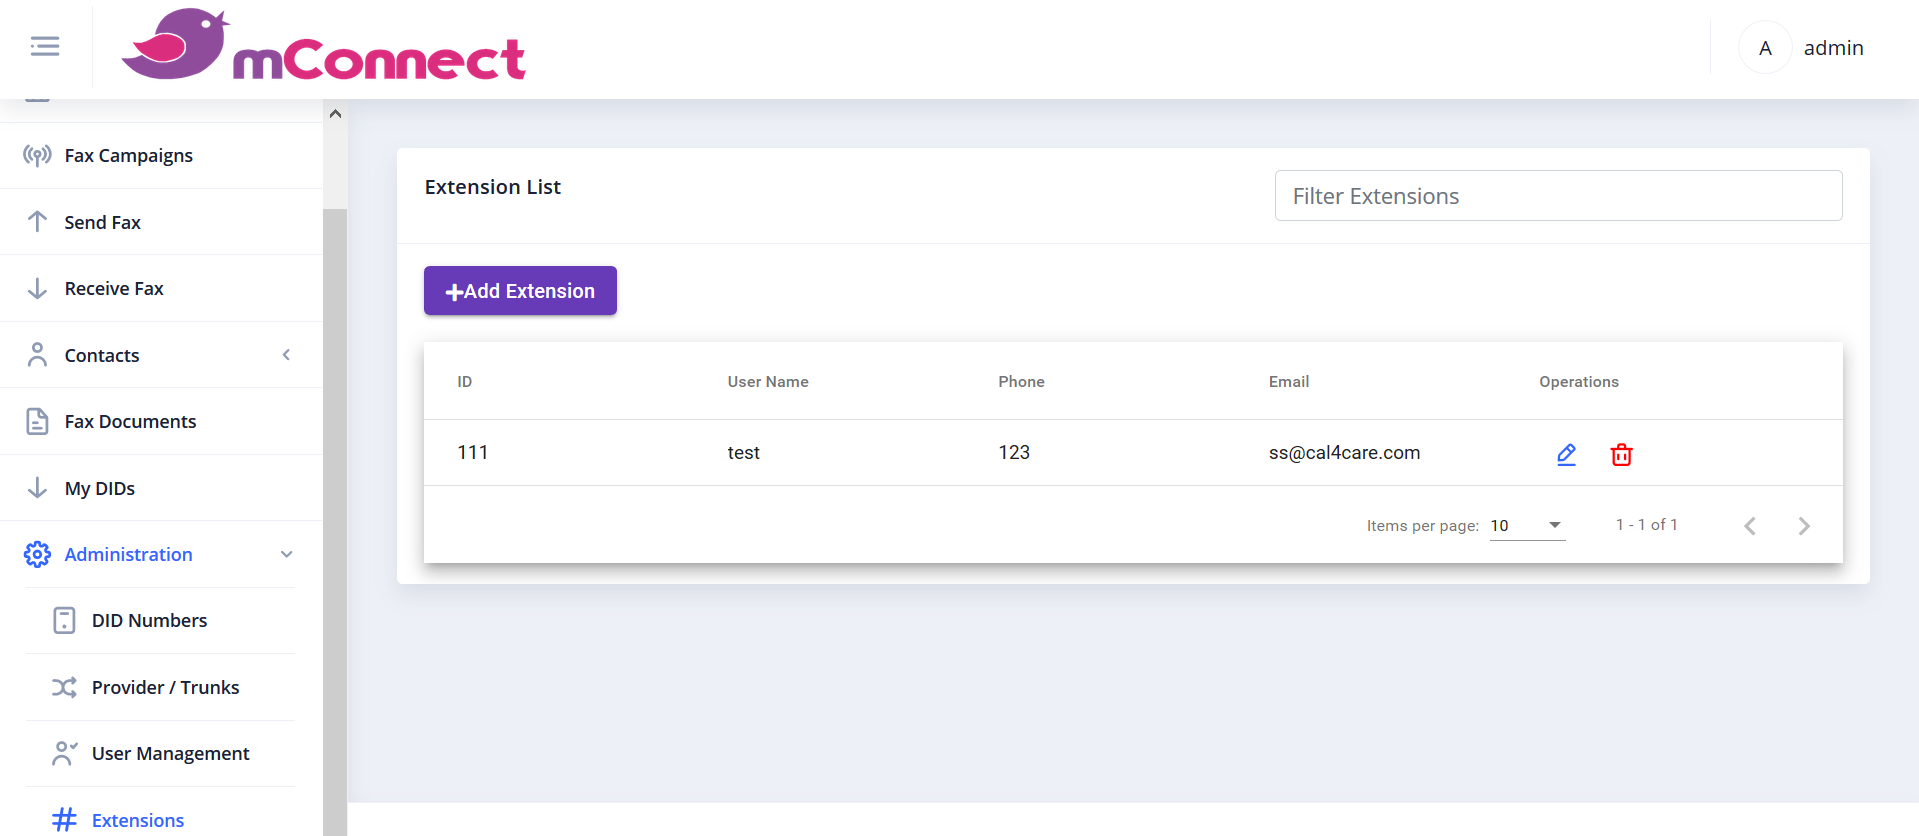 mConnect
A admin
Fax Campaigns
Send Fax
Receive Fax
Contacts
Fax Documents
My DIDs
Administration
DID Numbers
Provider / Trunks
User Management
Extensions
Extension List
Filter Extensions
+Add Extension
ID User Name Phone Email Operations
111 test 123 ss@cal4care.com
Items per page: 10 1 - 1 of 1